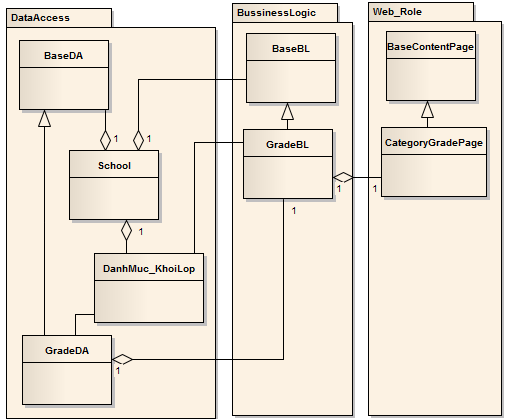 DataAccess
BussinessLogic
Web_Role
BaseDA
BaseBL
BaseContentPage
1
1
School
GradeBL
CategoryGradePage
1
1
1
1
DanhMuc_KhoiLop
GradeDA
1